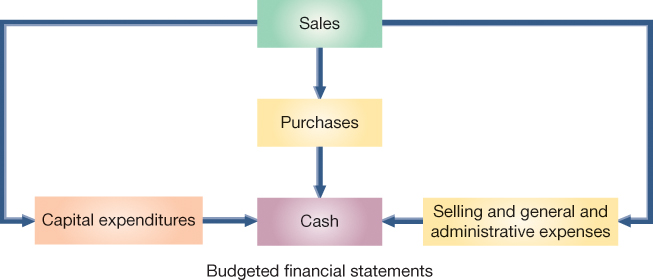 Sales
Purchases
Capital expenditures
Cash
Selling and general and
administrative expenses
Budgeted financial statements